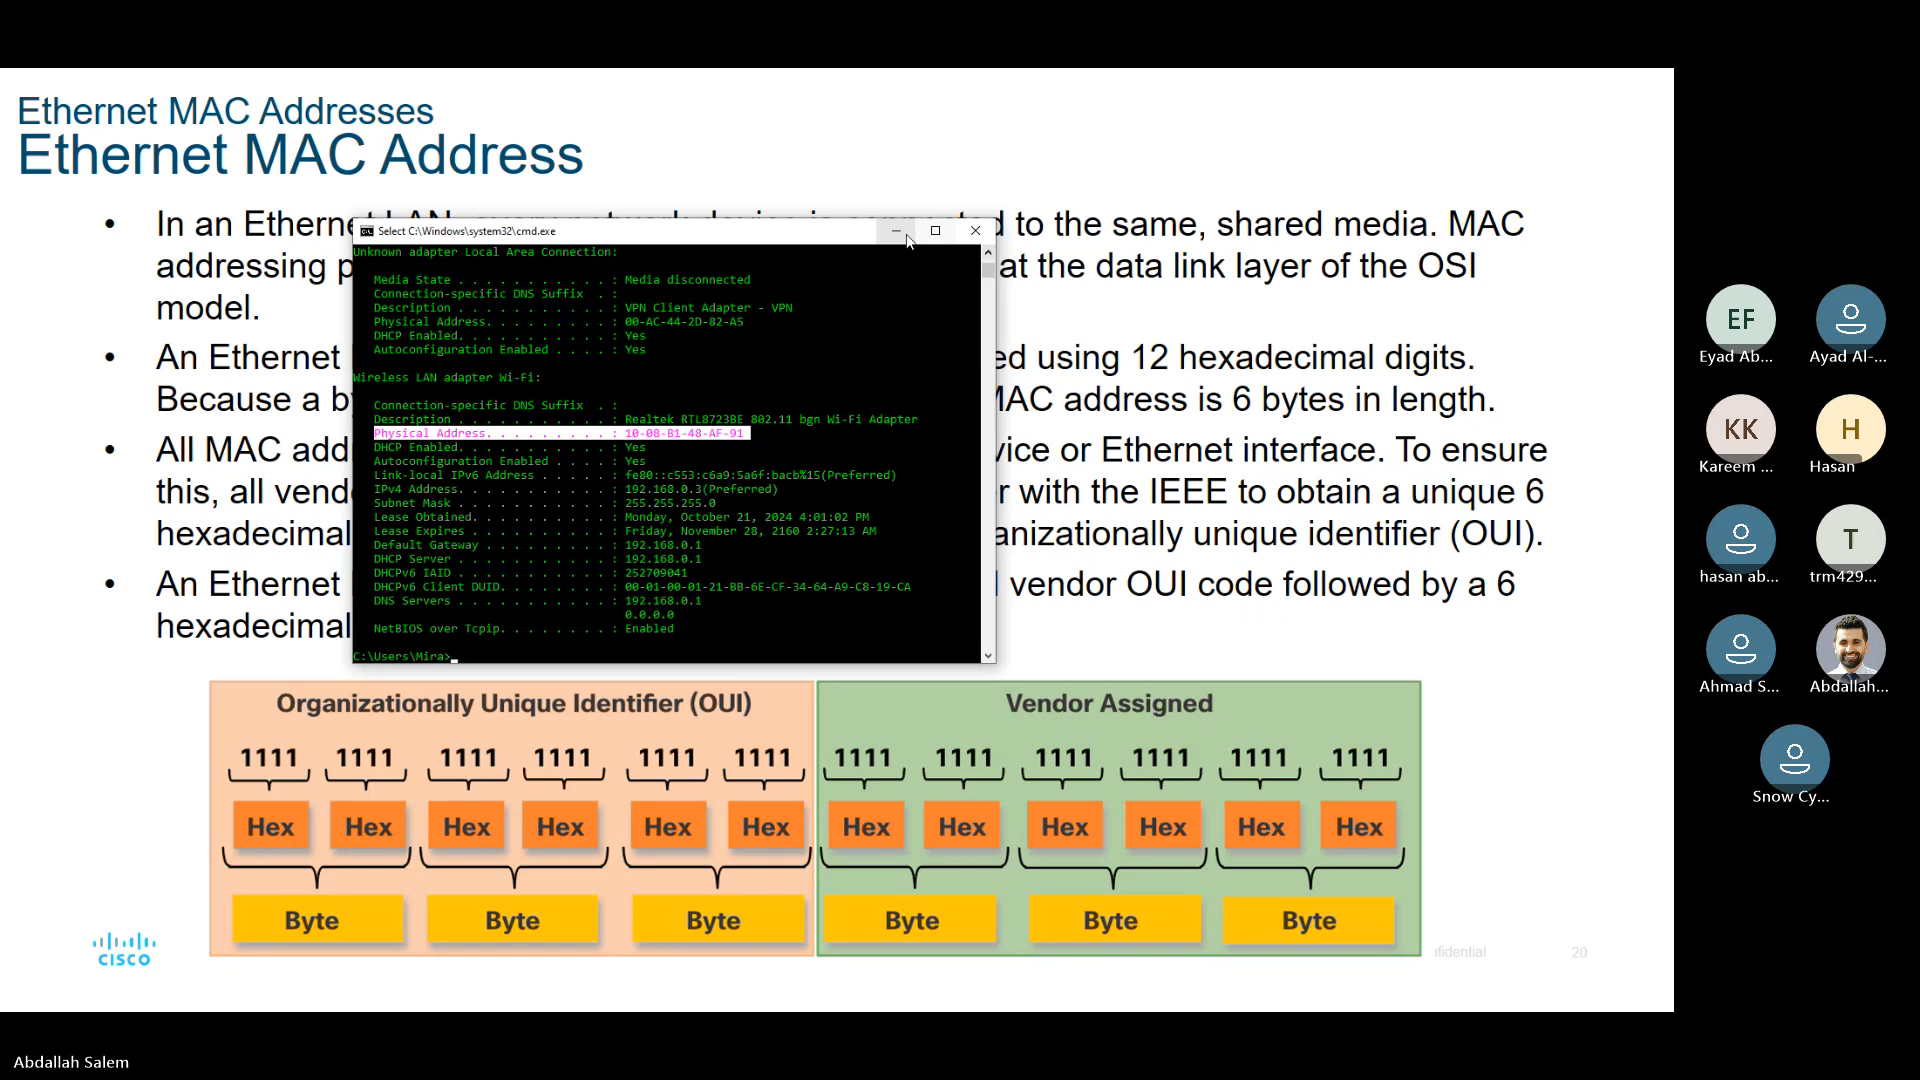 Ethernet MAC Addresses
Ethernet MAC Address
• In an Ethernet LAN, every network device is connected to the same, shared media. MAC
addressing p at the data link layer of the OSI
model.
• An Ethernet ed using 12 hexadecimal digits.
Because a by MAC address is 6 bytes in length.
• All MAC add vice or Ethernet interface. To ensure
this, all vend r with the IEEE to obtain a unique 6
hexadecimal anizationally unique identifier (OUI).
• An Ethernet l vendor OUI code followed by a 6
hexadecimal
Select C:\Windows\system32\cmd.exe
Unknown adapter Local Area Connection:
Media State . . . . . . . . . . . : Media disconnected
Connection-specific DNS Suffix . :
Description . . . . . . . . . . . : VPN Client Adapter - VPN
Physical Address. . . . . . . . . : 00-AC-44-2D-82-A5
DHCP Enabled. . . . . . . . . . . : Yes
Autoconfiguration Enabled . . . . : Yes
Wireless LAN adapter Wi-Fi:
Connection-specific DNS Suffix . :
Description . . . . . . . . . . . : Realtek RTL8723BE 802.11 bgn Wi-Fi Adapter
Physical Address. . . . . . . . . : 10-08-B1-48-AF-91
DHCP Enabled. . . . . . . . . . . : Yes
Autoconfiguration Enabled . . . . : Yes
Link-local IPv6 Address . . . . . : fe80::c553:c6a9:5a6f:bacb%15(Preferred)
IPv4 Address. . . . . . . . . . . : 192.168.0.3(Preferred)
Subnet Mask . . . . . . . . . . . : 255.255.255.0
Lease Obtained. . . . . . . . . . : Monday, October 21, 2024 4:01:02 PM
Lease Expires . . . . . . . . . . : Friday, November 28, 2160 2:27:13 AM
Default Gateway . . . . . . . . . : 192.168.0.1
DHCP Server . . . . . . . . . . . : 192.168.0.1
DHCPv6 IAID . . . . . . . . . . . : 252709041
DHCPv6 Client DUID. . . . . . . . : 00-01-00-01-21-BB-6E-CF-34-64-A9-C8-19-CA
DNS Servers . . . . . . . . . . . : 192.168.0.1
0.0.0.0
NetBIOS over Tcpip. . . . . . . . : Enabled
C:\Users\Mira>
Organizationally Unique Identifier (OUI) Vendor Assigned
1111 1111 1111 1111 1111 1111 1111 1111 1111 1111 1111 1111
Hex Hex Hex Hex Hex Hex Hex Hex Hex Hex Hex Hex
Byte Byte Byte Byte Byte Byte
CISCO
fidential 20
EF
Eyad Ab... Ayad Al-...
KK H
Kareem ... Hasan
T
hasan ab... trm429...
Ahmad S... Abdallah...
Snow Cy...
Abdallah Salem